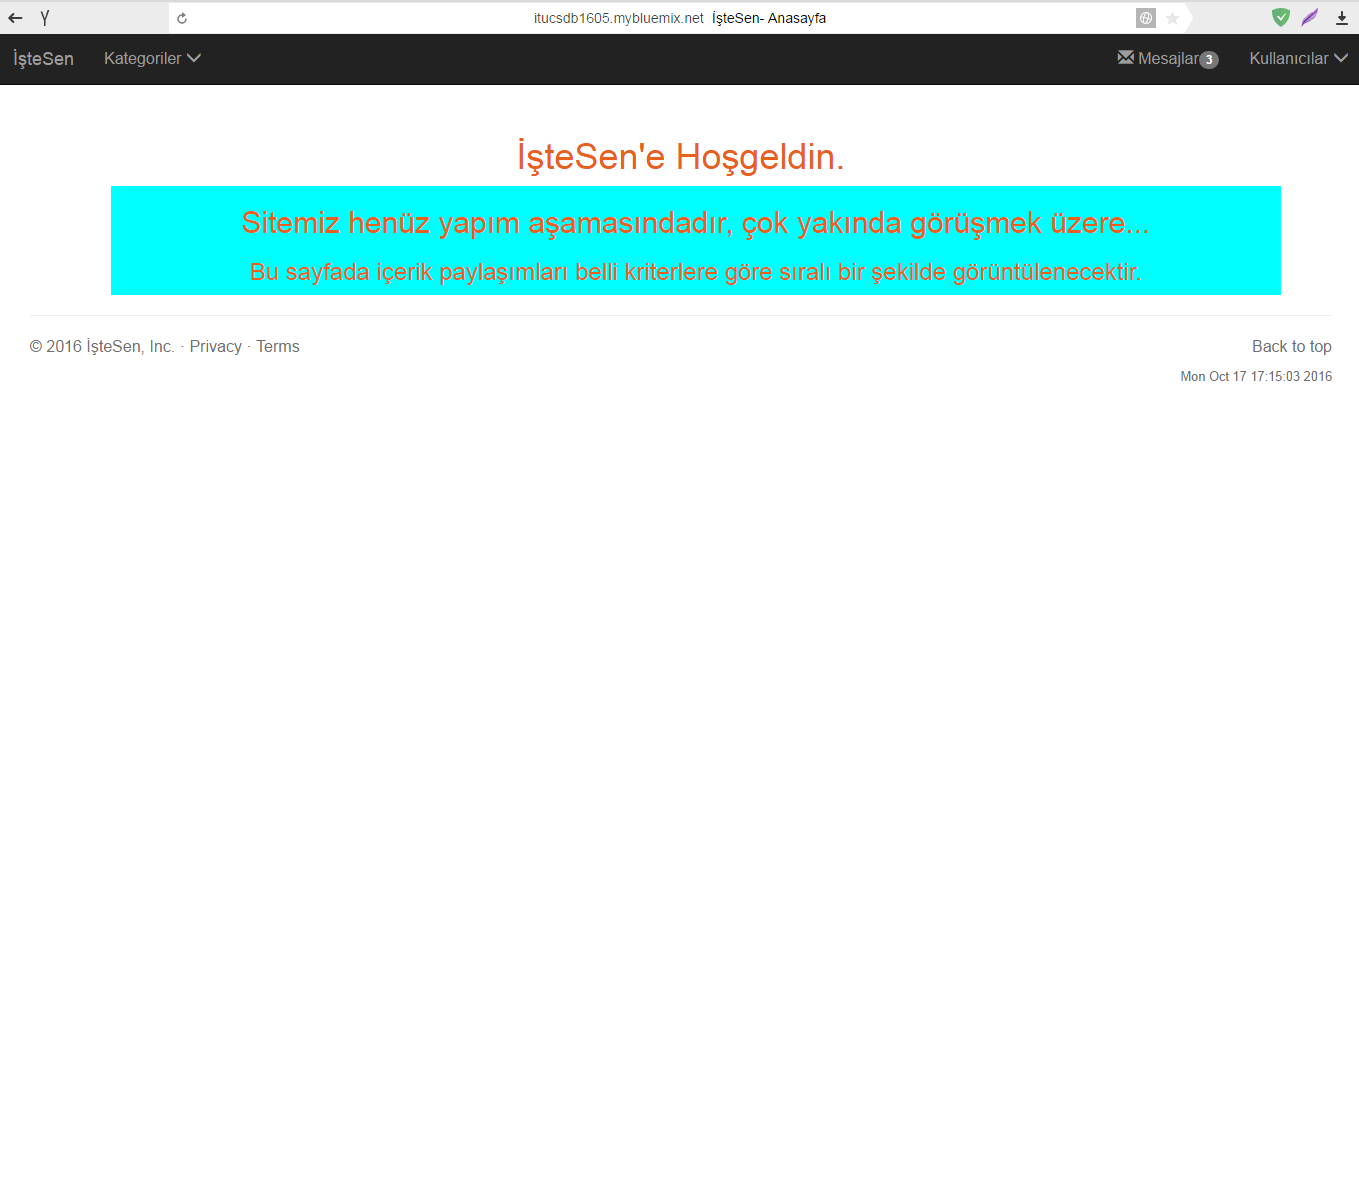 itucsdb1605.mybluemix.net İşteSen- Anasayfa
İşteSen Kategoriler Mesajlar 3 Kullanıcılar
İşteSen'e Hoşgeldin.
Sitemiz henüz yapım aşamasındadır, çok yakında görüşmek üzere...
Bu sayfada içerik paylaşımları belli kriterlere göre sıralı bir şekilde görüntülenecektir.
© 2016 İşteSen, Inc. · Privacy · Terms Back to top
Mon Oct 17 17:15:03 2016